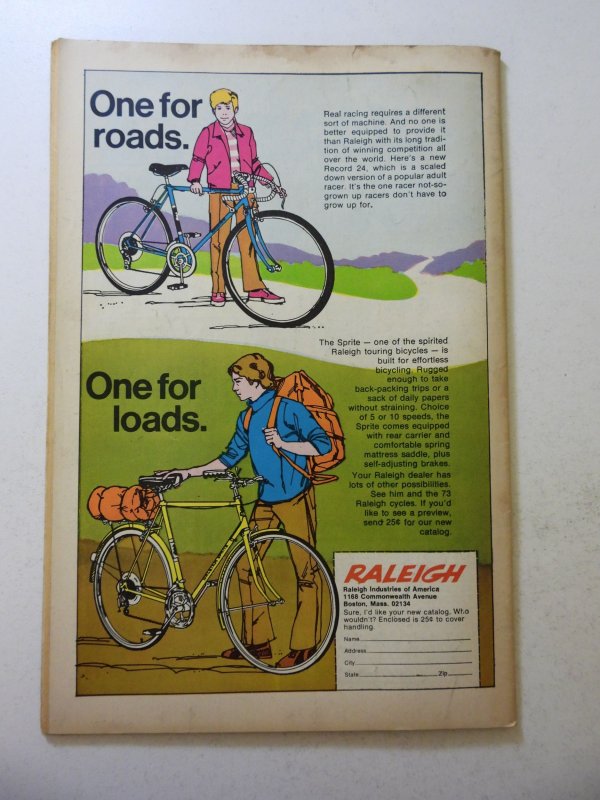 One for
roads.
Real racing requires a different
sort of machine. And no one is
better equipped to provide it
than Raleigh with its long tradi-
tion of winning competition all
over the world. Here's a new
Record 24, which is a scaled
down version of a popular adult
racer. It's the one racer not-so-
grown up racers don't have to
grow up for.
One for
loads.
The Sprite — one of the spirited
Raleigh touring bicycles — is
built for effortless
bicycling. Rugged
enough to take
back-packing trips or a
sack of daily papers
without straining. Choice
of 5 or 10 speeds, the
Sprite comes equipped
with rear carrier and
comfortable spring
mattress saddle, plus
self-adjusting brakes.
Your Raleigh dealer has
lots of other possibilities.
See him and the 73
Raleigh cycles. If you'd
like to see a preview,
send 25¢ for our new
catalog.
RALEIGH
Raleigh Industries of America
1168 Commonwealth Avenue
Boston, Mass. 02134
Sure, I'd like your new catalog. Who
wouldn't? Enclosed is 25¢ to cover
handling.
Name
Address
City
State Zip